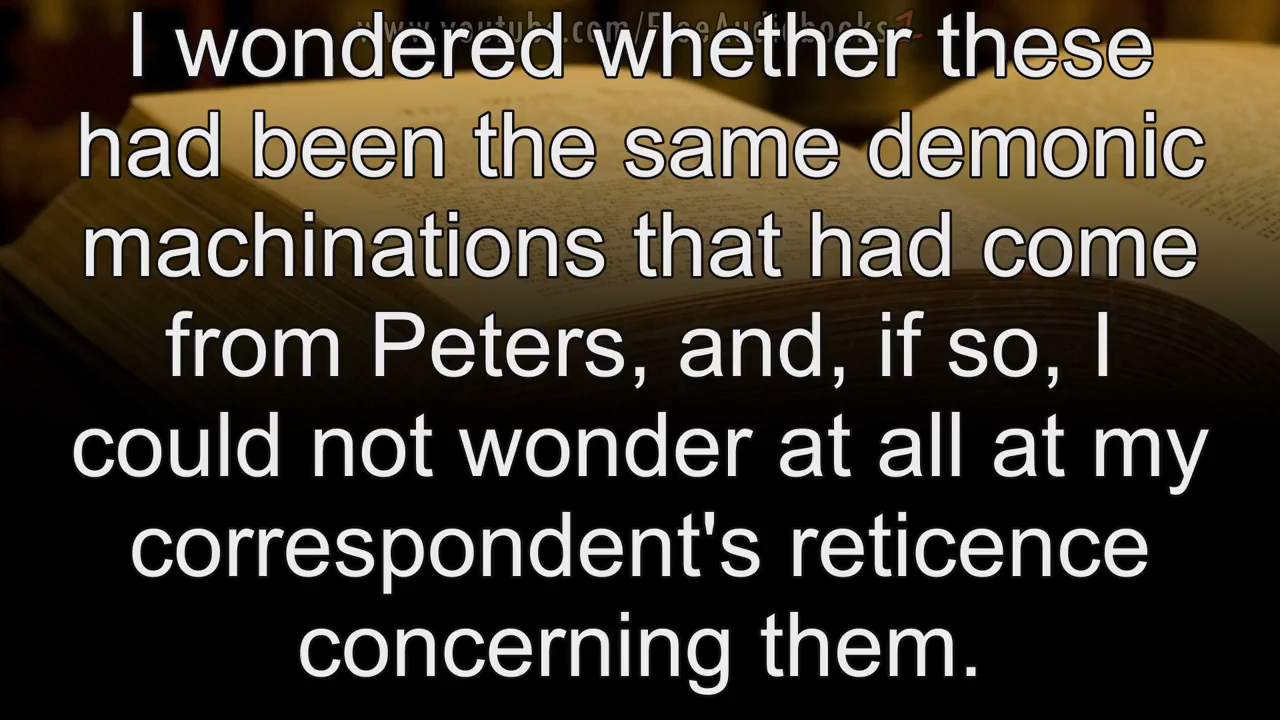 www.youtube.com/FreeAudiobooks1
I wondered whether these
had been the same demonic
machinations that had come
from Peters, and, if so, I
could not wonder at all at my
correspondent's reticence
concerning them.